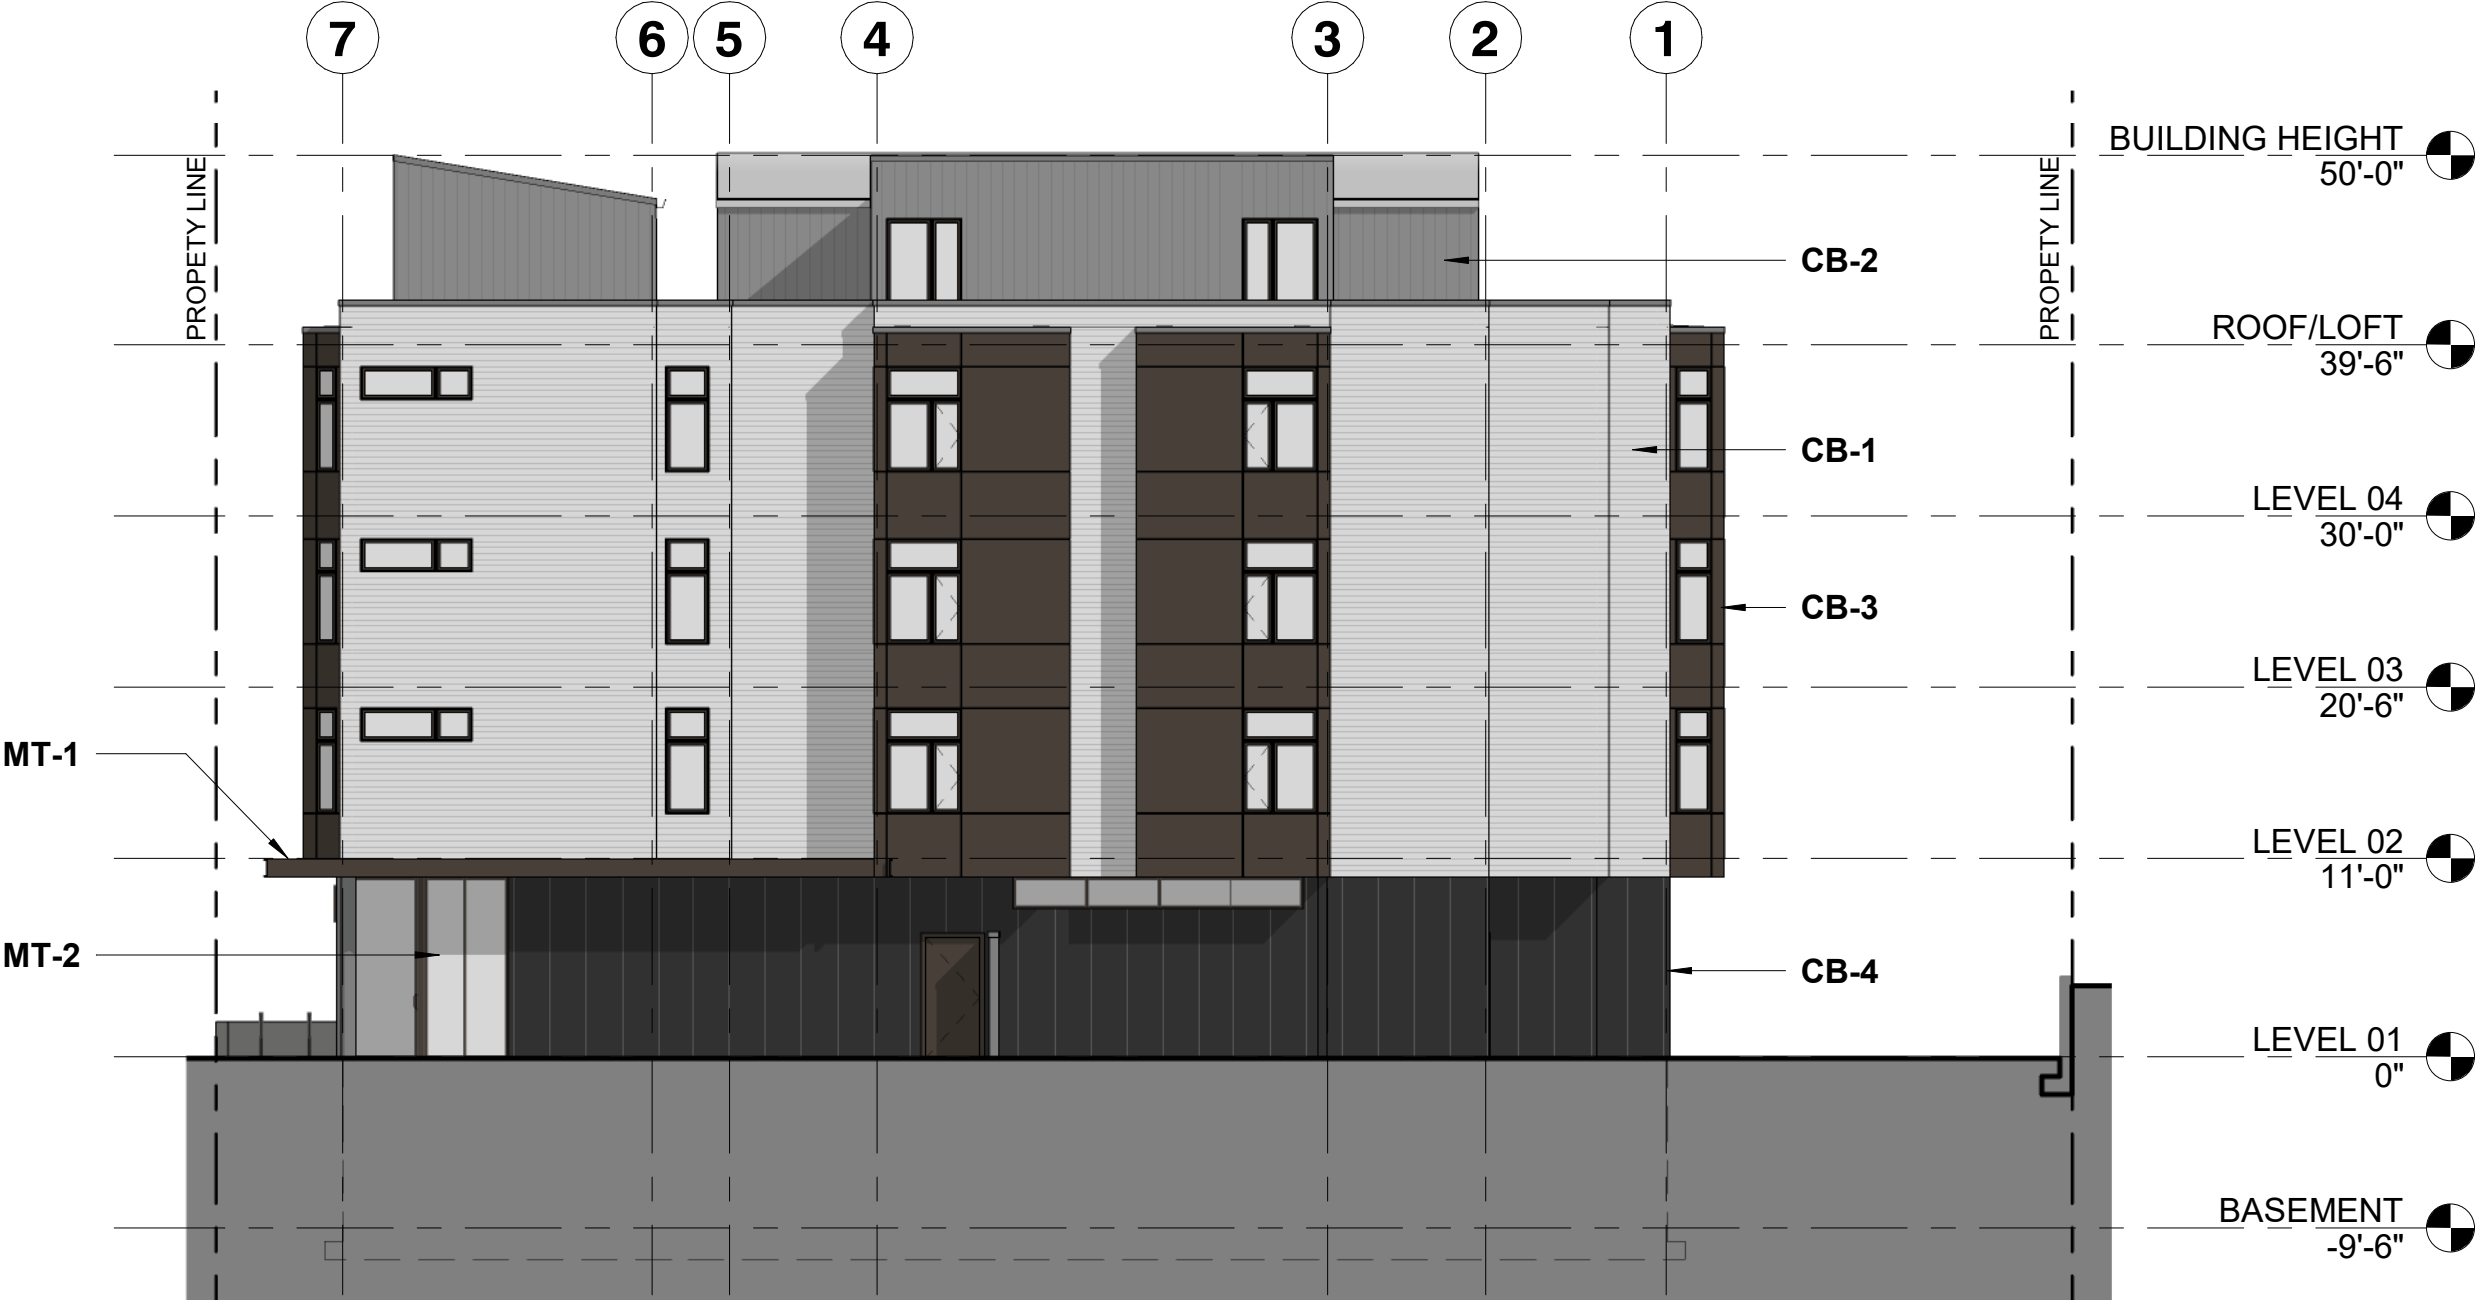 7 6 5 4 3 2 1
PROPETY LINE
PROPETY LINE
BUILDING HEIGHT
50'-0"
CB-2
ROOF/LOFT
39'-6"
CB-1
LEVEL 04
30'-0"
CB-3
LEVEL 03
20'-6"
MT-1
LEVEL 02
11'-0"
MT-2
CB-4
LEVEL 01
0"
BASEMENT
-9'-6"